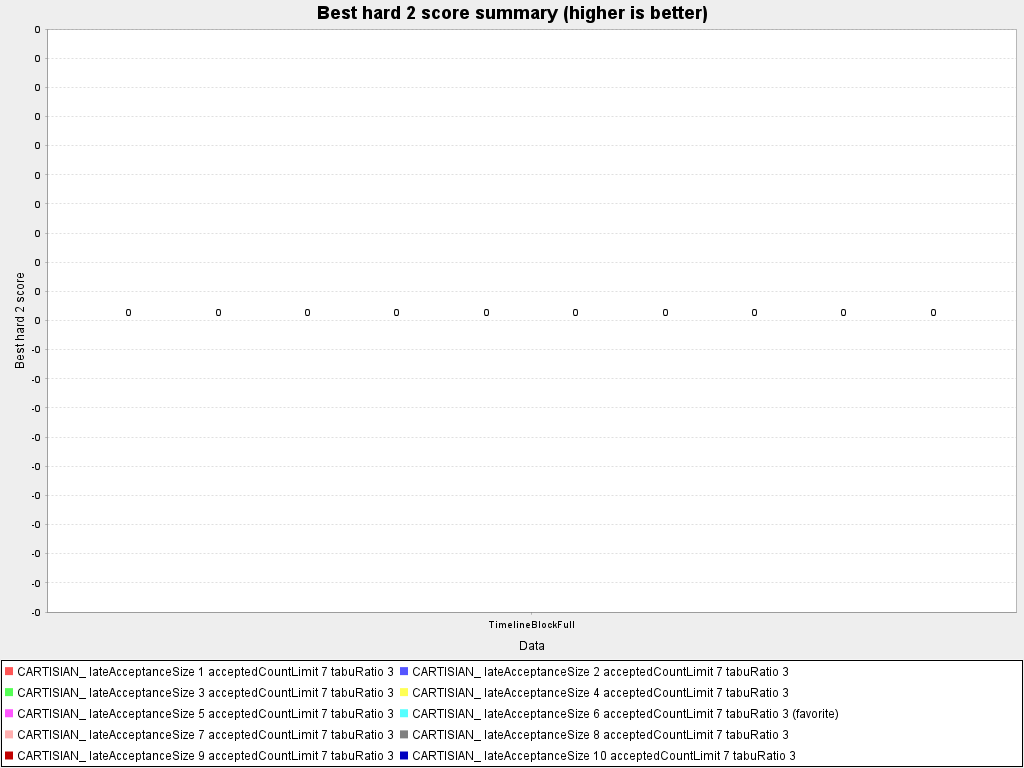 Best hard 2 score summary (higher is better)
0
0
0
0
0
0
0
0
0
0
0
-0
-0
-0
-0
-0
-0
-0
-0
-0
-0
Best hard 2 score
0 0 0 0 0 0 0 0 0 0
TimelineBlockFull
Data
CARTISIAN_ lateAcceptanceSize 1 acceptedCountLimit 7 tabuRatio 3 CARTISIAN_ lateAcceptanceSize 2 acceptedCountLimit 7 tabuRatio 3
CARTISIAN_ lateAcceptanceSize 3 acceptedCountLimit 7 tabuRatio 3 CARTISIAN_ lateAcceptanceSize 4 acceptedCountLimit 7 tabuRatio 3
CARTISIAN_ lateAcceptanceSize 5 acceptedCountLimit 7 tabuRatio 3 CARTISIAN_ lateAcceptanceSize 6 acceptedCountLimit 7 tabuRatio 3 (favorite)
CARTISIAN_ lateAcceptanceSize 7 acceptedCountLimit 7 tabuRatio 3 CARTISIAN_ lateAcceptanceSize 8 acceptedCountLimit 7 tabuRatio 3
CARTISIAN_ lateAcceptanceSize 9 acceptedCountLimit 7 tabuRatio 3 CARTISIAN_ lateAcceptanceSize 10 acceptedCountLimit 7 tabuRatio 3